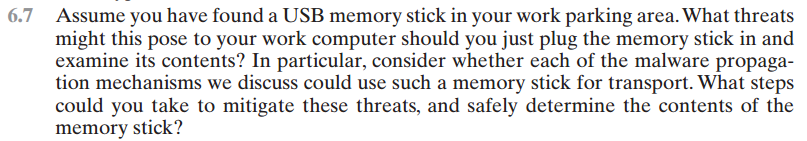 6.7 Assume you have found a USB memory stick in your work parking area. What threats
might this pose to your work computer should you just plug the memory stick in and
examine its contents? In particular, consider whether each of the malware propaga-
tion mechanisms we discuss could use such a memory stick for transport. What steps
could you take to mitigate these threats, and safely determine the contents of the
memory stick?